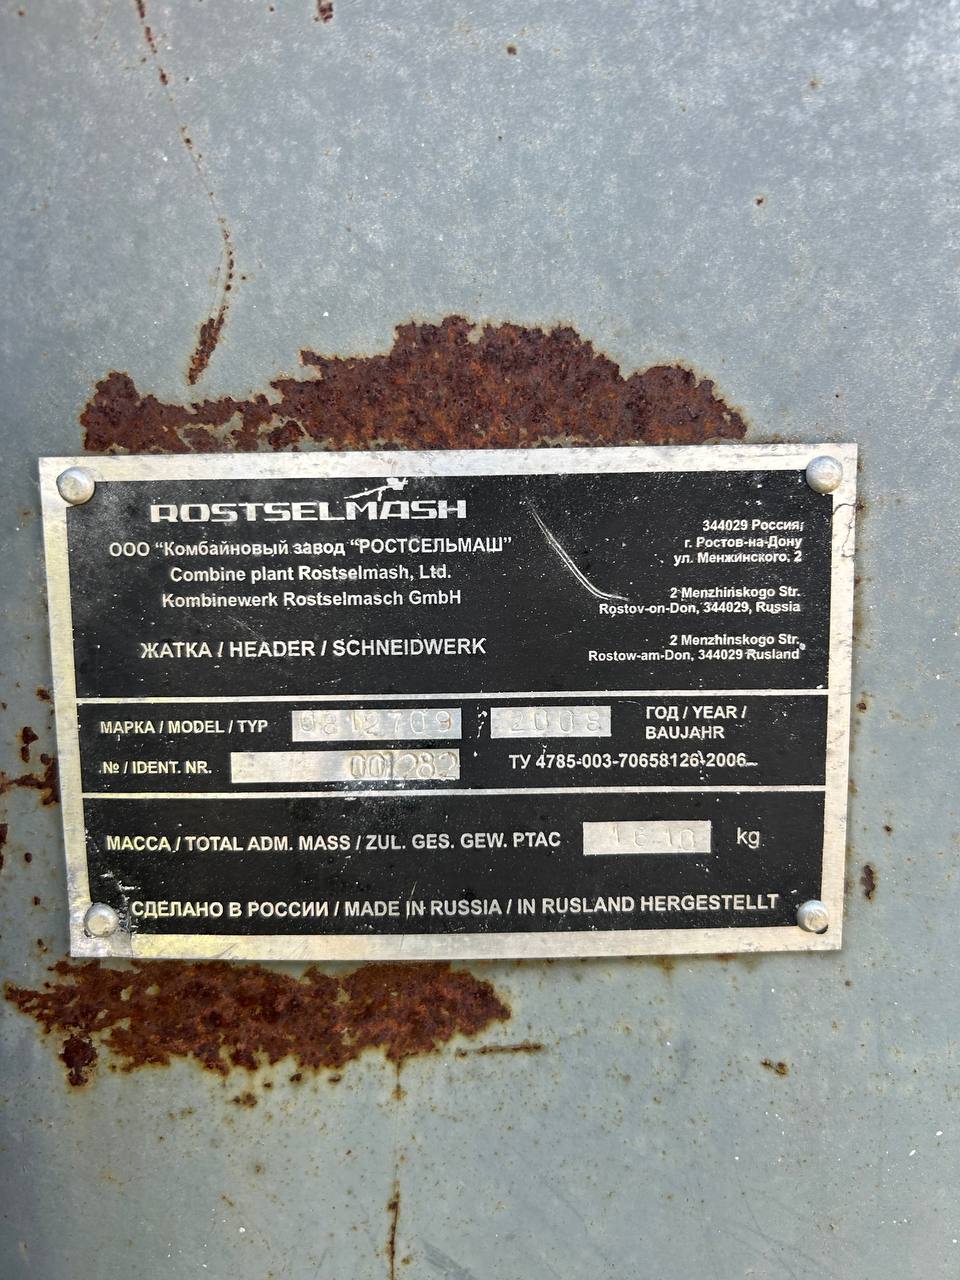 ROSTSELMASH
ООО "Комбайновый завод "РОСТСЕЛЬМАШ"
Combine plant Rostselmash, Ltd.
Kombinewerk Rostselmasch GmbH
ЖАТКА / HEADER / SCHNEIDWERK
344029 Россия,
г. Ростов-на-Дону
ул. Менжинского, 2
2 Menzhinskogo Str.
Rostov-on-Don, 344029, Russia
2 Menzhinskogo Str.
Rostow-am-Don, 344029 Rusland
МАРКА / MODEL / TYP 0812709 2008 ГОД / YEAR / BAUJAHR
№ / IDENT. NR. 001282 ТУ 4785-003-70658126-2006
МАССА / TOTAL ADM. MASS / ZUL. GES. GEW. PTAC kg
СДЕЛАНО В РОССИИ / MADE IN RUSSIA / IN RUSLAND HERGESTELLT